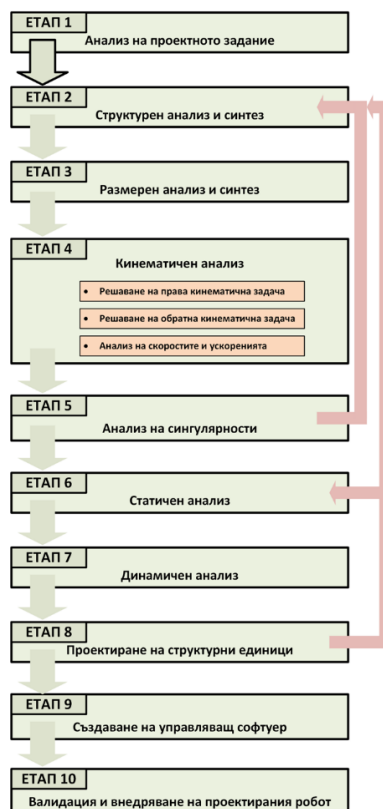 ЕТАП 1
Анализ на проектното задание
ЕТАП 2
Структурен анализ и синтез
ЕТАП 3
Размерен анализ и синтез
ЕТАП 4
Кинематичен анализ
• Решаване на права кинематична задача
• Решаване на обратна кинематична задача
• Анализ на скоростите и ускоренията
ЕТАП 5
Анализ на сингулярности
ЕТАП 6
Статичен анализ
ЕТАП 7
Динамичен анализ
ЕТАП 8
Проектиране на структурни единици
ЕТАП 9
Създаване на управляващ софтуер
ЕТАП 10
Валидация и внедряване на проектирания робот